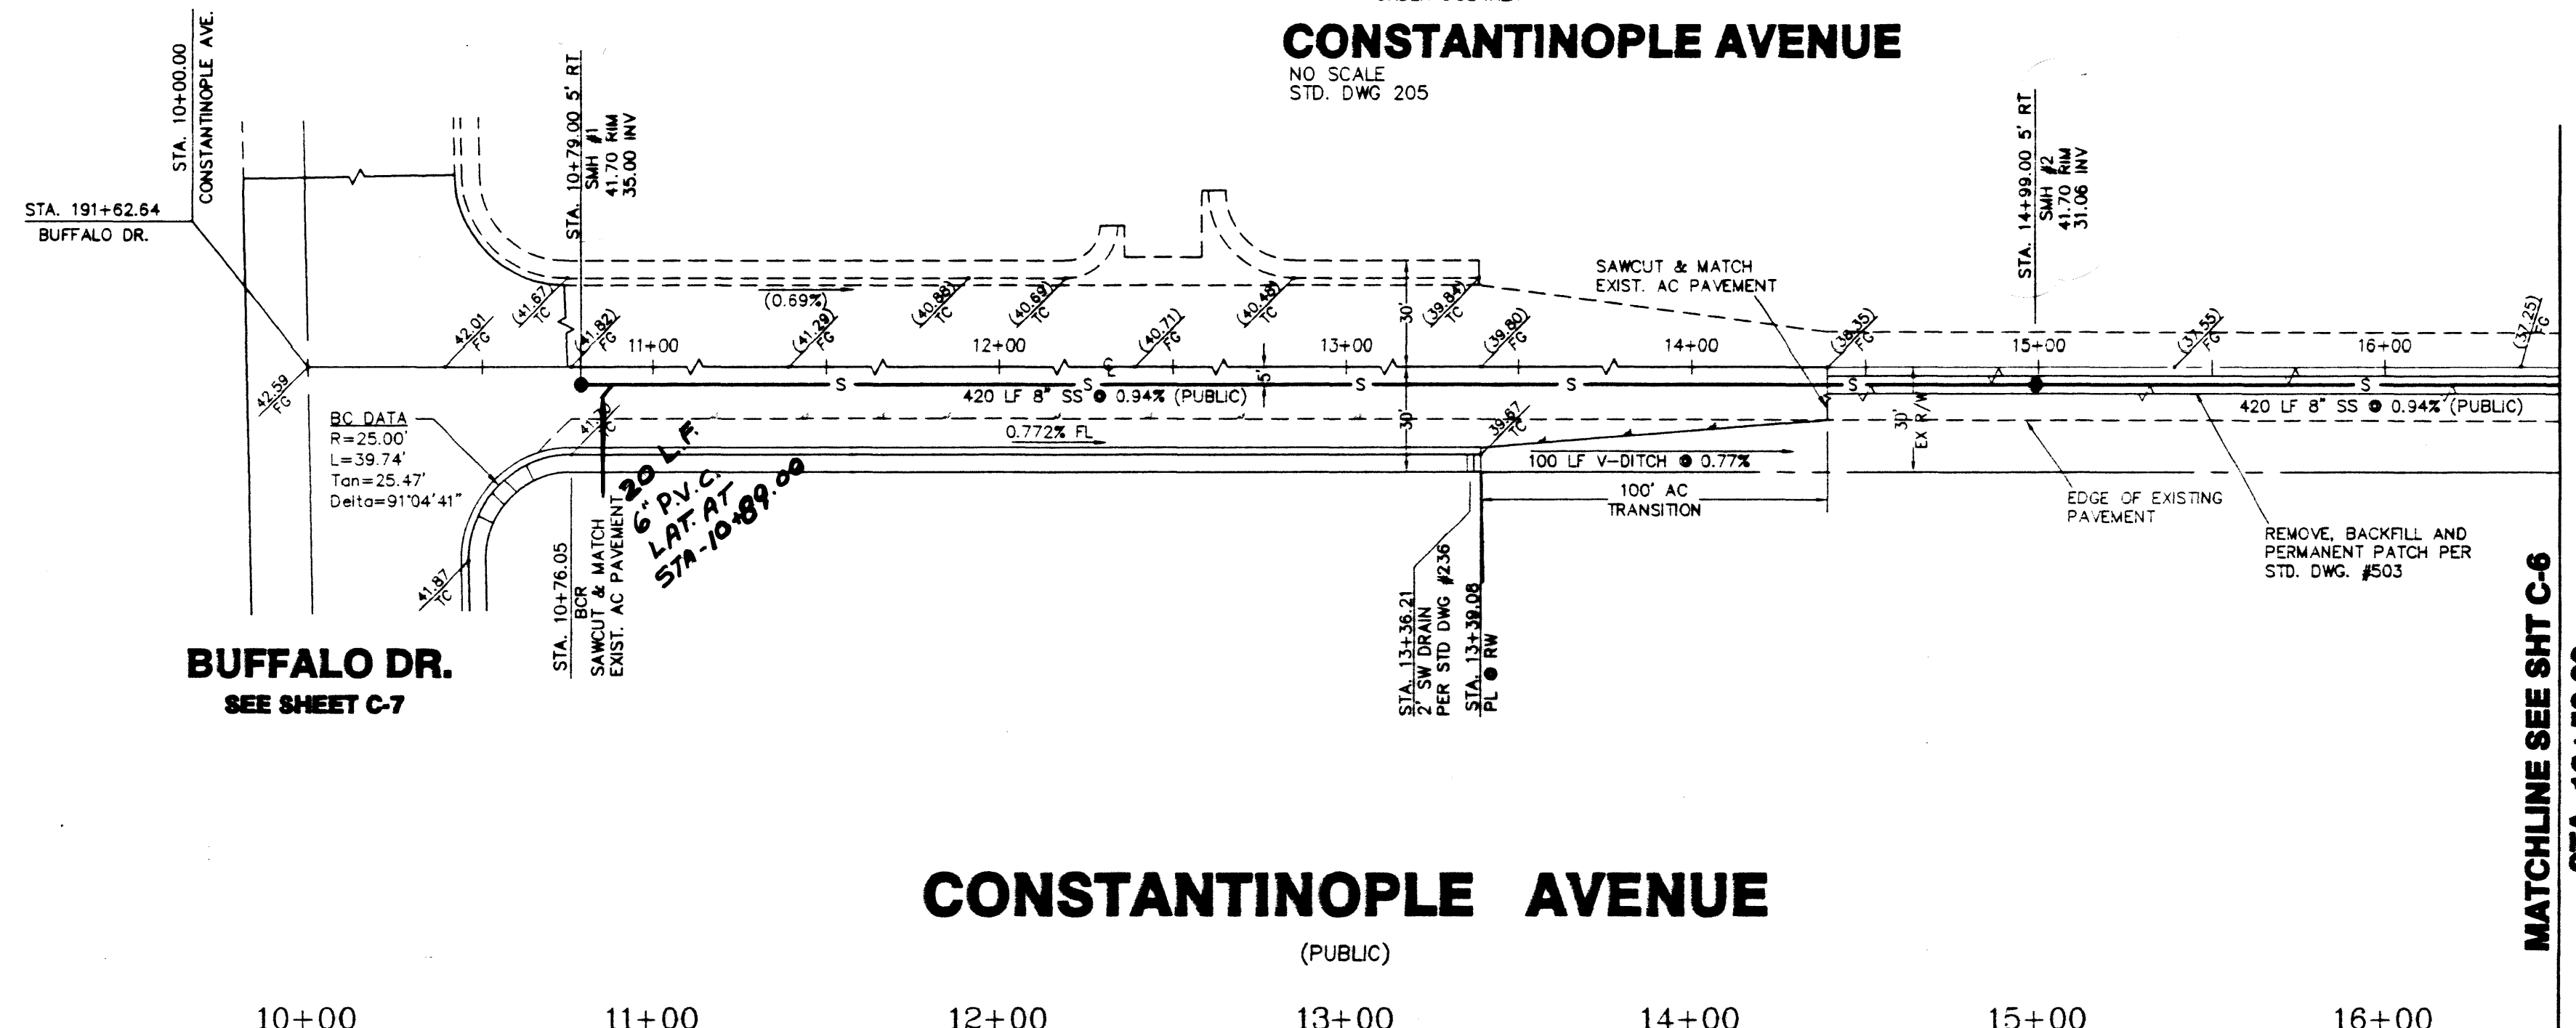 CONSTANTINOPLE AVENUE
NO SCALE
STD. DWG 205
STA. 10+00.00
CONSTANTINOPLE AVE.
STA. 191+62.64
BUFFALO DR.
STA. 10+79.00 5' RT
SMH #1
41.70 RIM
35.00 INV
STA. 14+99.00 5' RT
SMH #2
41.70 RIM
31.06 INV
SAWCUT & MATCH
EXIST. AC PAVEMENT
(0.69%)
(41.67)
TC
(40.88)
TC
(40.69)
TC
(40.48)
TC
(39.84)
TC
30'
42.59
FG
42.01
FG
(41.82)
FG
11+00
(41.29)
FG
12+00
(40.71)
FG
13+00
(39.80)
FG
14+00
(38.35)
FG
15+00
(37.55)
FG
16+00
(37.25)
FG
℄
5'
S
S
S
S
S
S
420 LF 8" SS @ 0.94% (PUBLIC)
420 LF 8" SS @ 0.94% (PUBLIC)
BC DATA
R=25.00'
L=39.74'
Tan=25.47'
Delta=91°04'41"
TC
0.772% FL
30'
39.67
TC
30'
EX R/W
100 LF V-DITCH @ 0.77%
100' AC
TRANSITION
20 L.F.
6" P.V.C.
LAT. AT
STA-10+89.00
EDGE OF EXISTING
PAVEMENT
REMOVE, BACKFILL AND
PERMANENT PATCH PER
STD. DWG. #503
41.87
TC
STA. 10+76.05
BCR
SAWCUT & MATCH
EXIST. AC PAVEMENT
STA. 13+36.21
2' SW DRAIN
PER STD DWG #236
STA. 13+39.08
PL @ RW
BUFFALO DR.
SEE SHEET C-7
MATCHLINE SEE SHT C-6
CONSTANTINOPLE AVENUE
(PUBLIC)
10+00
11+00
12+00
13+00
14+00
15+00
16+00